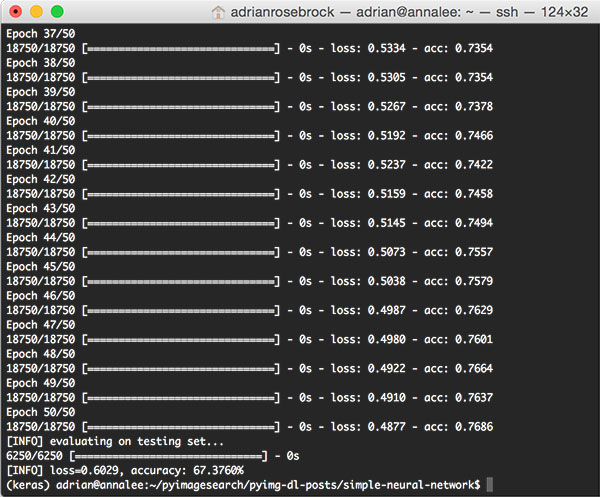 adrianrosebrock — adrian@annalee: ~ — ssh — 124×32
Epoch 37/50
18750/18750 [==============================] - 0s - loss: 0.5334 - acc: 0.7354
Epoch 38/50
18750/18750 [==============================] - 0s - loss: 0.5305 - acc: 0.7354
Epoch 39/50
18750/18750 [==============================] - 0s - loss: 0.5267 - acc: 0.7378
Epoch 40/50
18750/18750 [==============================] - 0s - loss: 0.5192 - acc: 0.7466
Epoch 41/50
18750/18750 [==============================] - 0s - loss: 0.5237 - acc: 0.7422
Epoch 42/50
18750/18750 [==============================] - 0s - loss: 0.5159 - acc: 0.7458
Epoch 43/50
18750/18750 [==============================] - 0s - loss: 0.5145 - acc: 0.7494
Epoch 44/50
18750/18750 [==============================] - 0s - loss: 0.5073 - acc: 0.7557
Epoch 45/50
18750/18750 [==============================] - 0s - loss: 0.5038 - acc: 0.7579
Epoch 46/50
18750/18750 [==============================] - 0s - loss: 0.4987 - acc: 0.7629
Epoch 47/50
18750/18750 [==============================] - 0s - loss: 0.4980 - acc: 0.7601
Epoch 48/50
18750/18750 [==============================] - 0s - loss: 0.4922 - acc: 0.7664
Epoch 49/50
18750/18750 [==============================] - 0s - loss: 0.4910 - acc: 0.7637
Epoch 50/50
18750/18750 [==============================] - 0s - loss: 0.4877 - acc: 0.7686
[INFO] evaluating on testing set...
6250/6250 [==============================] - 0s
[INFO] loss=0.6029, accuracy: 67.3760%
(keras) adrian@annalee:~/pyimagesearch/pyimg-dl-posts/simple-neural-network$